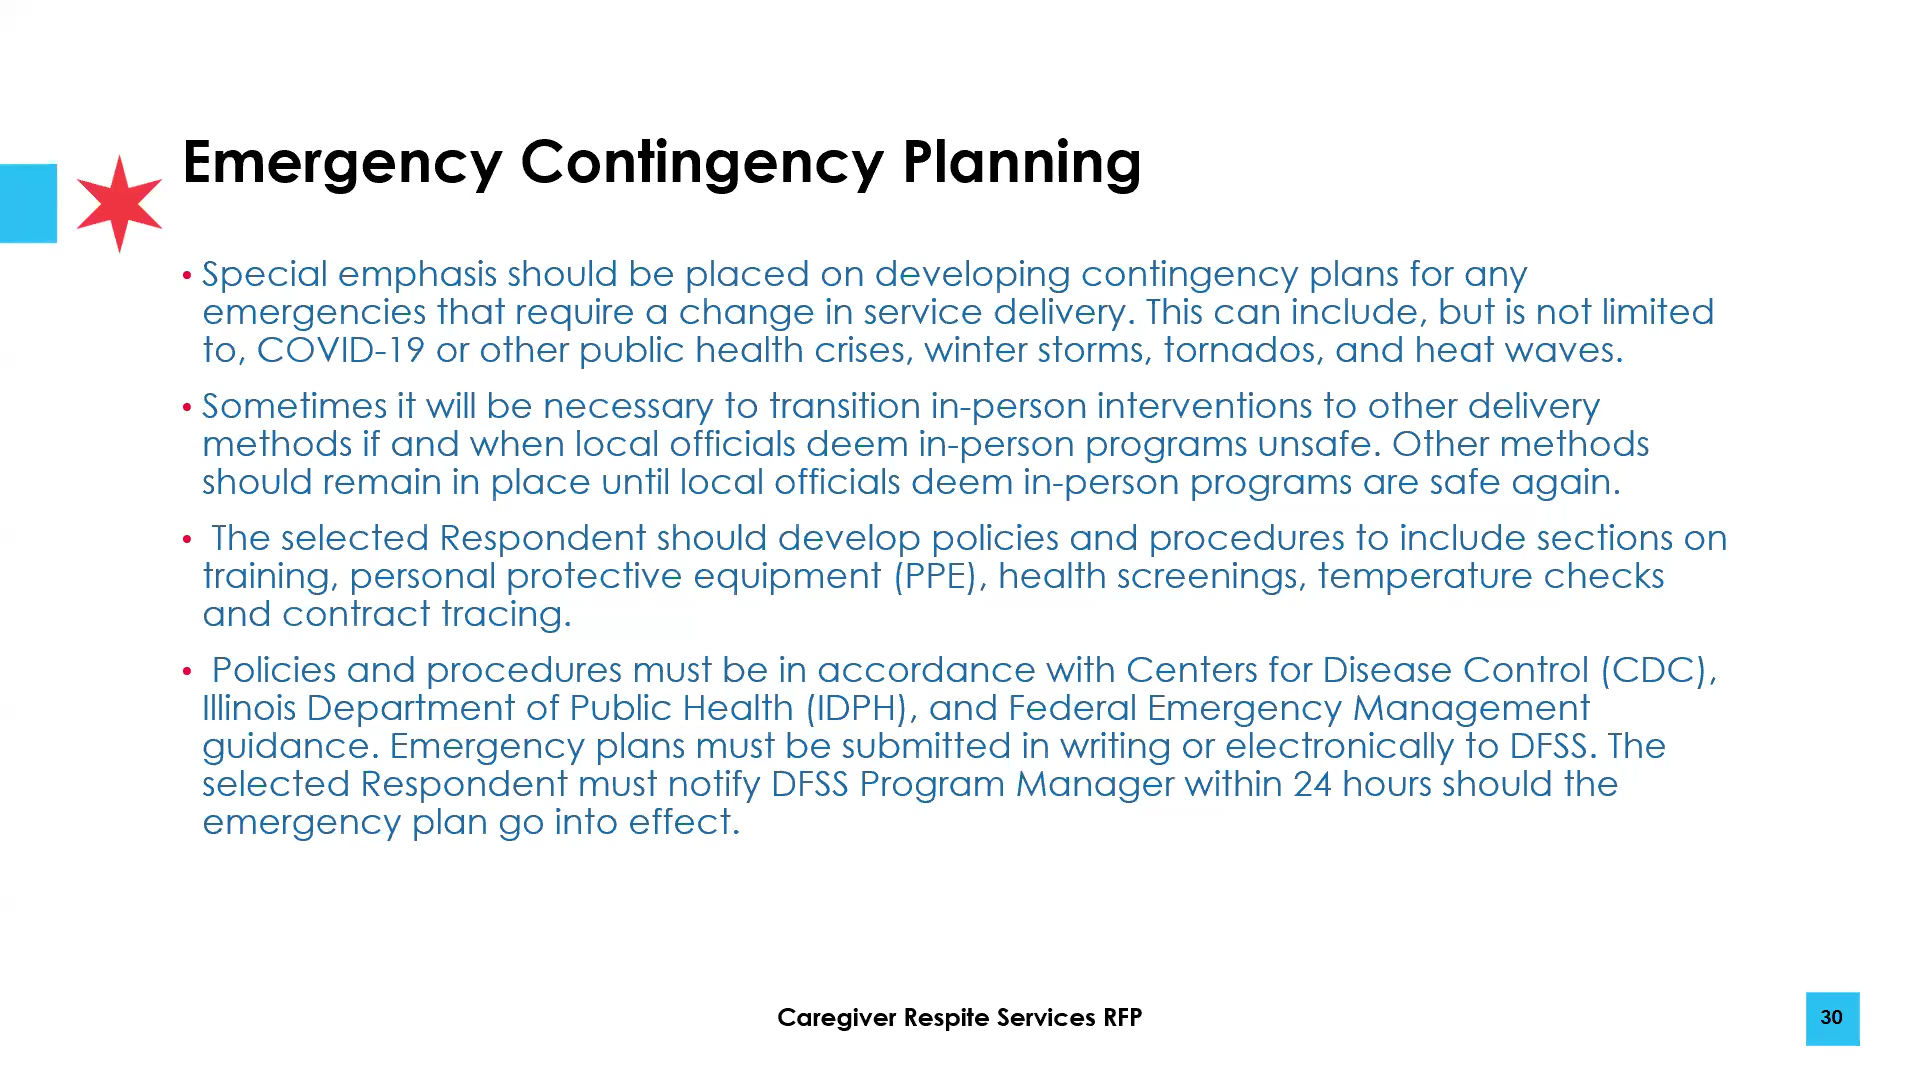 Emergency Contingency Planning
• Special emphasis should be placed on developing contingency plans for any
emergencies that require a change in service delivery. This can include, but is not limited
to, COVID-19 or other public health crises, winter storms, tornados, and heat waves.
• Sometimes it will be necessary to transition in-person interventions to other delivery
methods if and when local officials deem in-person programs unsafe. Other methods
should remain in place until local officials deem in-person programs are safe again.
• The selected Respondent should develop policies and procedures to include sections on
training, personal protective equipment (PPE), health screenings, temperature checks
and contract tracing.
• Policies and procedures must be in accordance with Centers for Disease Control (CDC),
Illinois Department of Public Health (IDPH), and Federal Emergency Management
guidance. Emergency plans must be submitted in writing or electronically to DFSS. The
selected Respondent must notify DFSS Program Manager within 24 hours should the
emergency plan go into effect.
Caregiver Respite Services RFP
30